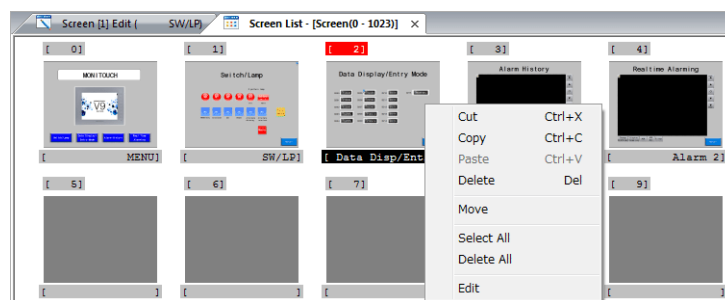 Screen [1] Edit ( SW/LP) Screen List - [Screen(0 - 1023)] ×
[ 0] [ 1] [ 2] [ 3] [ 4]
MONITOUCH Switch/Lamp Data Display/Entry Mode Alarm History Realtime Alarming
V9
[ MENU] [ SW/LP] [ Data Disp/Ent [ Alarm 2]
Cut Ctrl+X
Copy Ctrl+C
Paste Ctrl+V
Delete Del
Move
Select All
Delete All
Edit
[ 5] [ 6] [ 7] [ 9]
[ ] [ ] [ [ ]